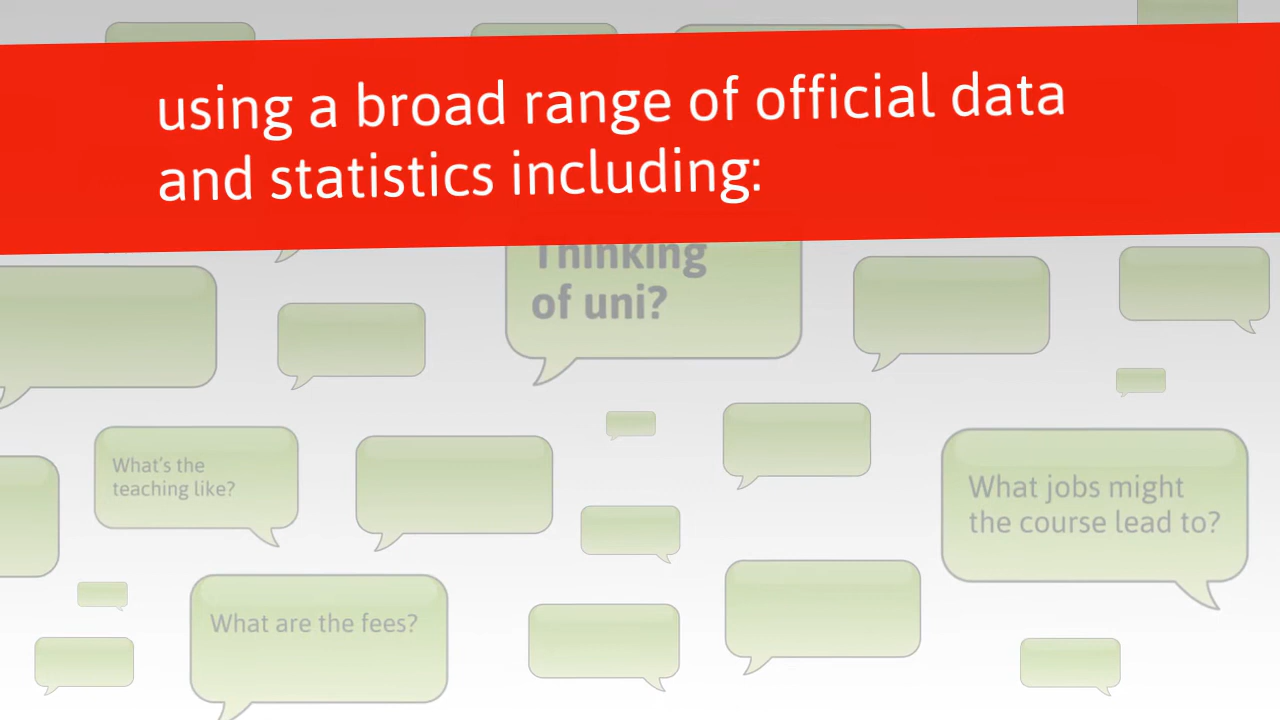 using a broad range of official data
and statistics including:
Thinking
of uni?
What's the
teaching like?
What jobs might
the course lead to?
What are the fees?